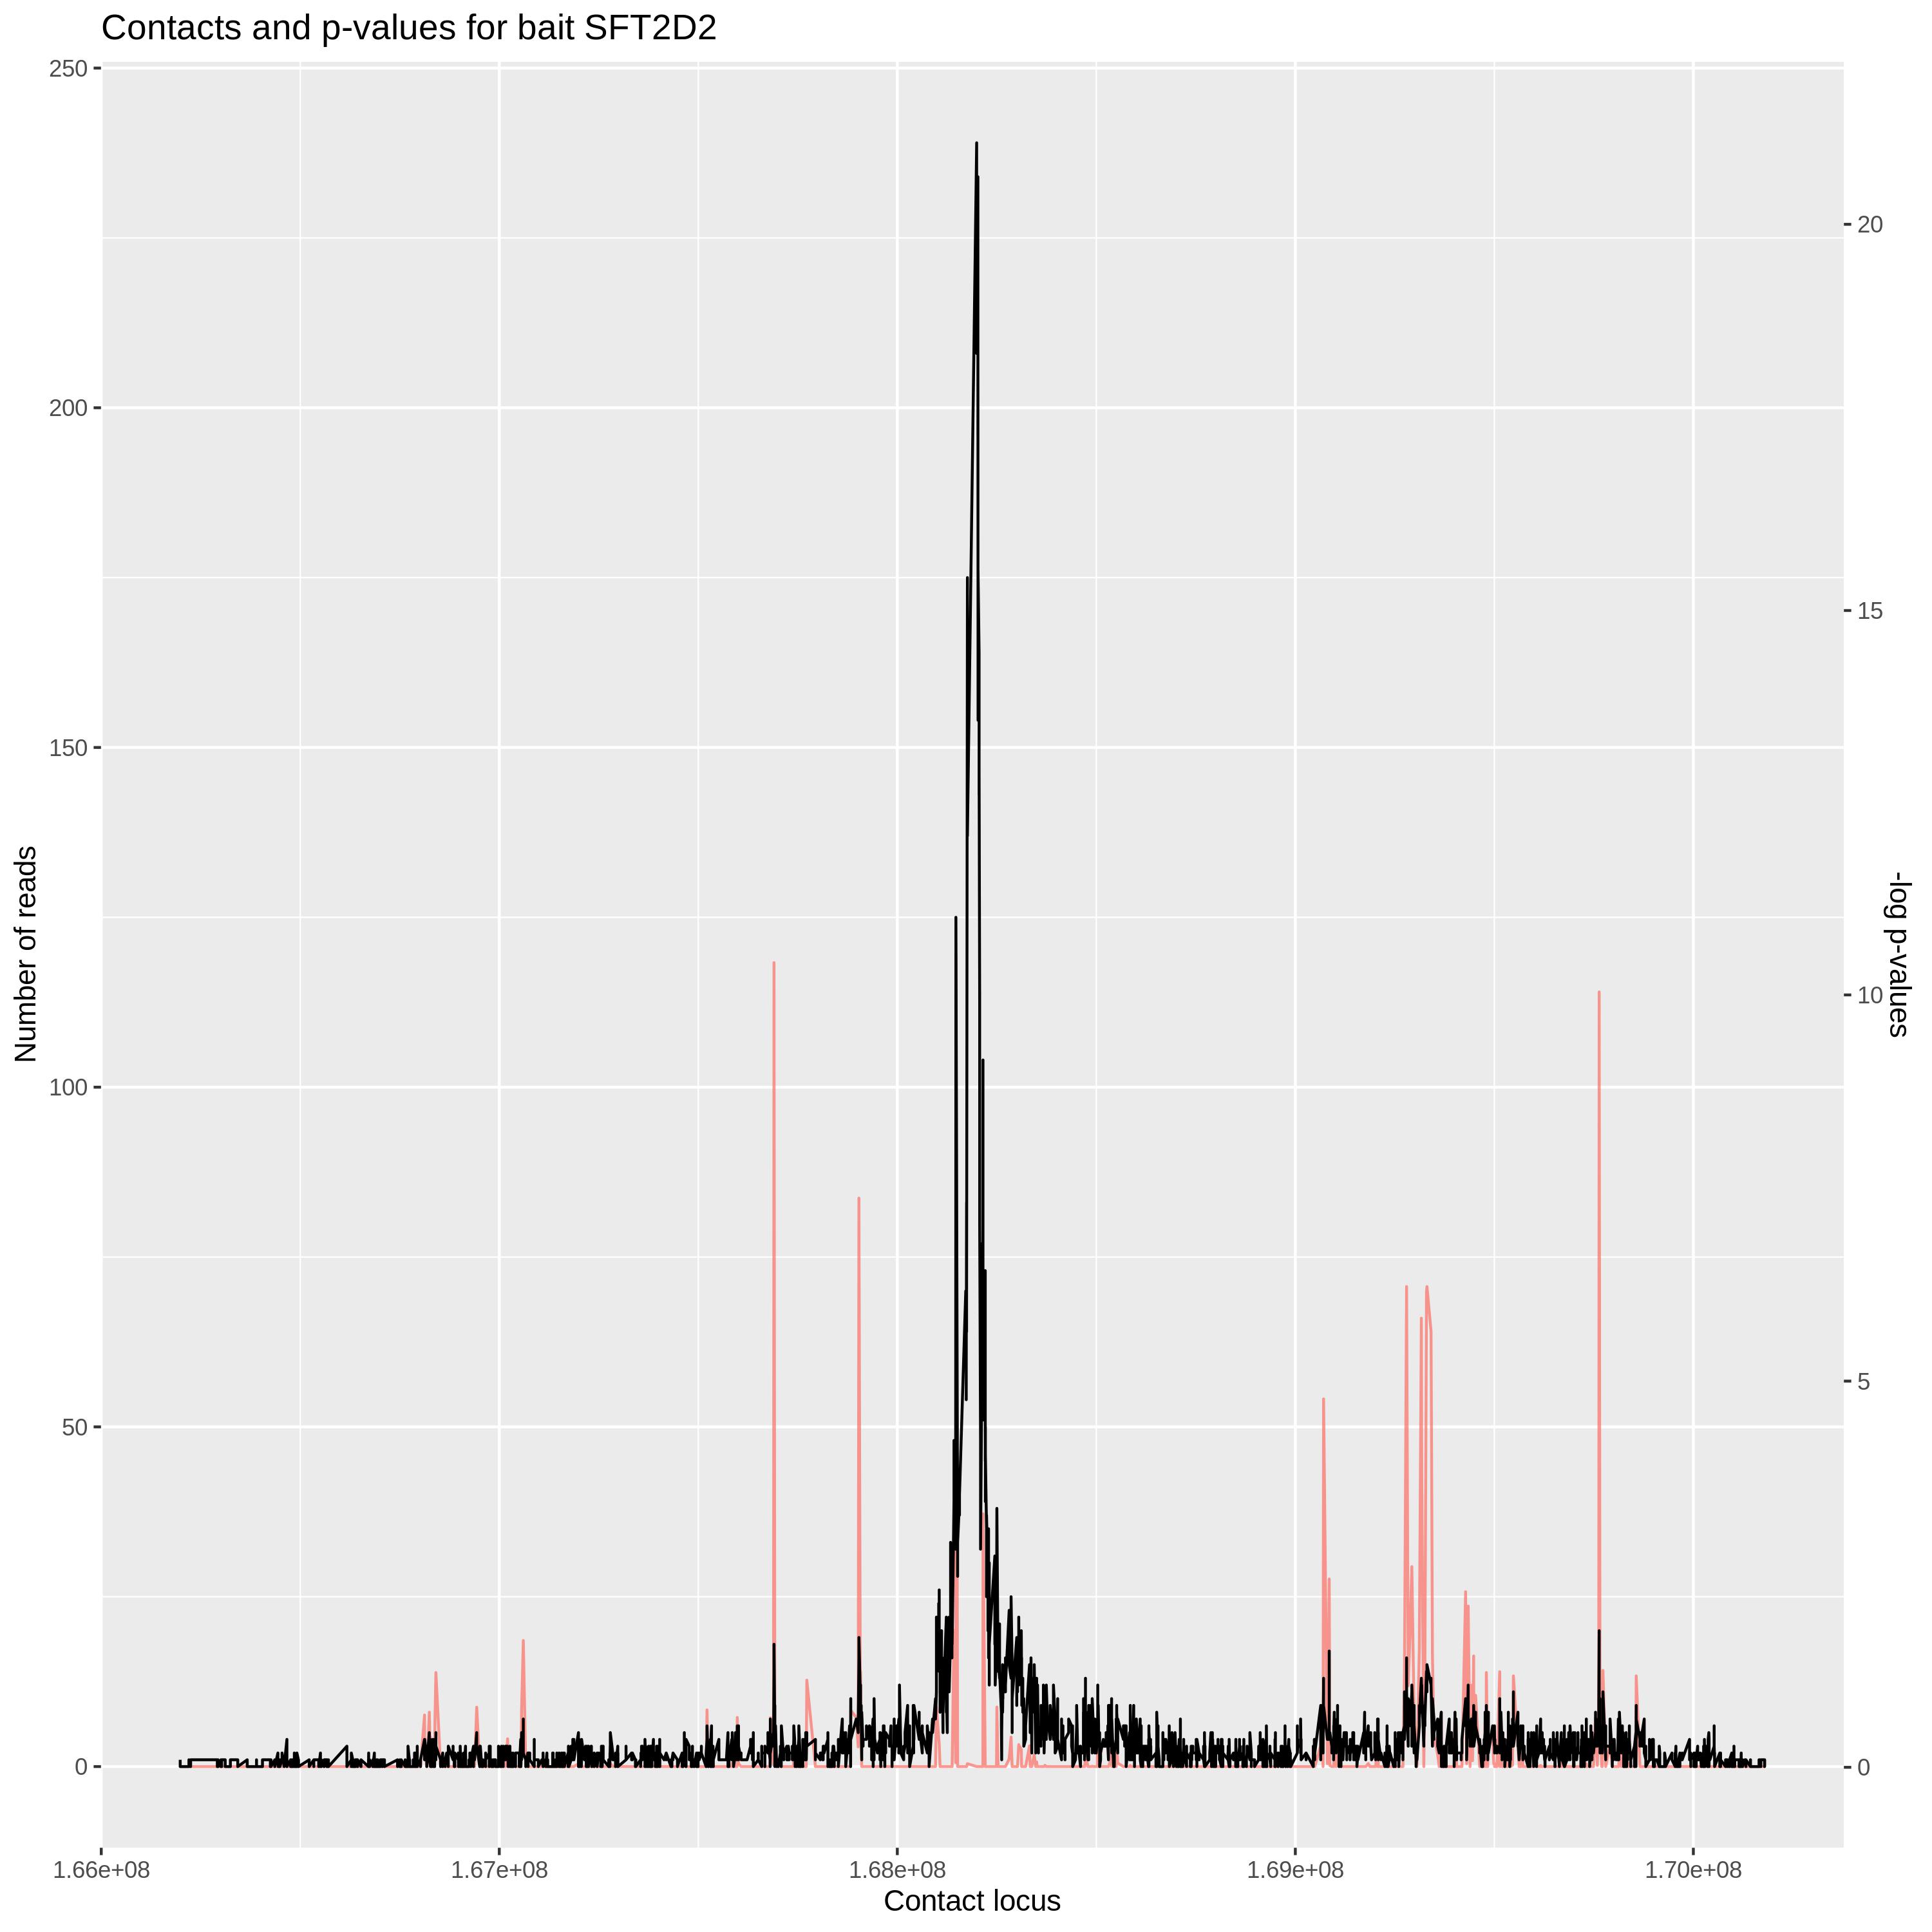 Contacts and p-values for bait SFT2D2
250
200
150
100
50
0
Number of reads
20
15
10
5
0
-log p-values
1.66e+08 1.67e+08 1.68e+08 1.69e+08 1.70e+08
Contact locus